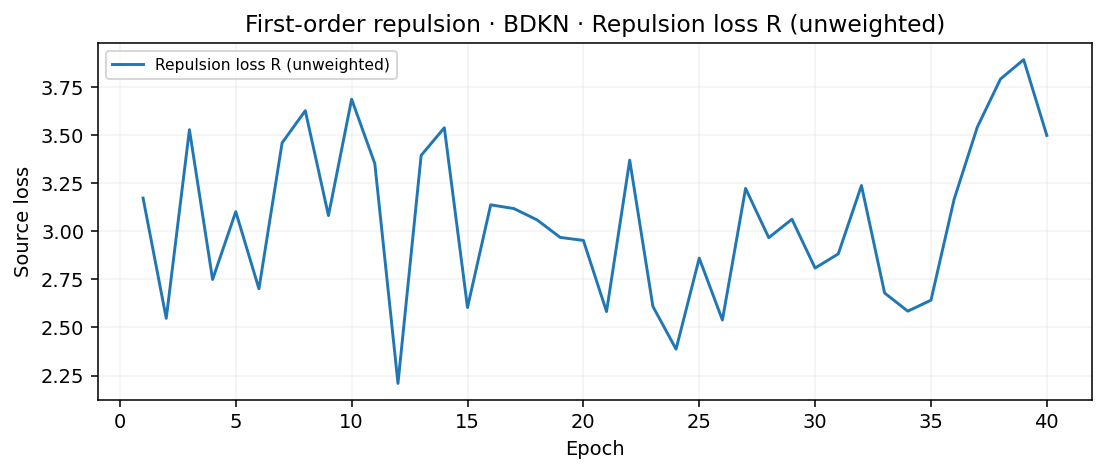 First-order repulsion · BDKN · Repulsion loss R (unweighted)
Repulsion loss R (unweighted)
Source loss
3.75
3.50
3.25
3.00
2.75
2.50
2.25
0 5 10 15 20 25 30 35 40
Epoch